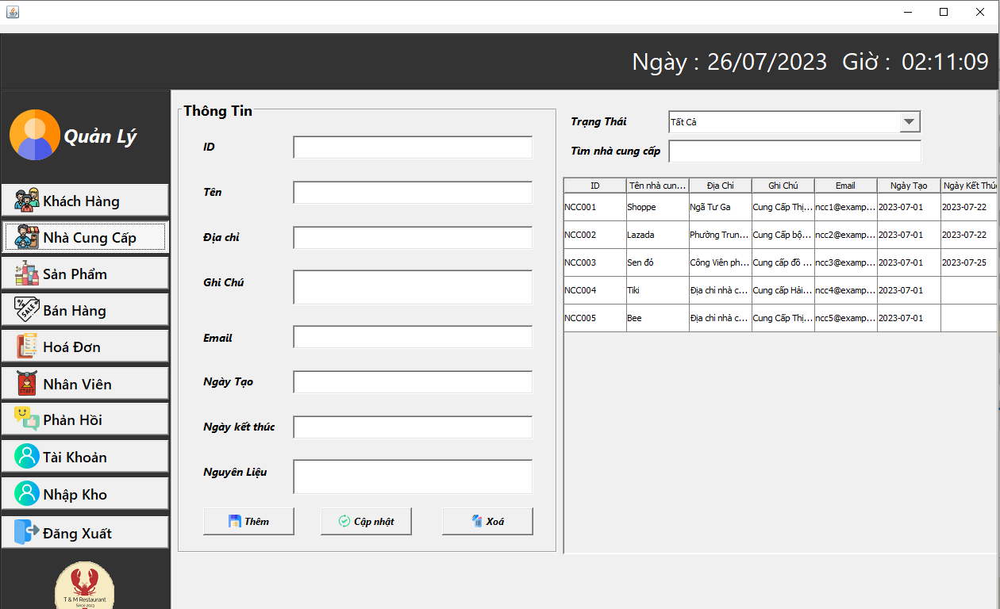 Ngày : 26/07/2023 Giờ : 02:11:09
Quản Lý
Khách Hàng
Nhà Cung Cấp
Sản Phẩm
SALE
Bán Hàng
Hoá Đơn
STAFF
Nhân Viên
Phản Hồi
Tài Khoản
Nhập Kho
Đăng Xuất
T & M Restaurant
Since 2023
Thông Tin
ID
Tên
Địa chỉ
Ghi Chú
Email
Ngày Tạo
Ngày kết thúc
Nguyên Liệu
Thêm Cập nhật Xoá
Trạng Thái Tất Cả
Tìm nhà cung cấp
ID Tên nhà cun... Địa Chỉ Ghi Chú Email Ngày Tạo Ngày Kết Thúc
NCC001 Shoppe Ngã Tư Ga Cung Cấp Thị... ncc1@examp... 2023-07-01 2023-07-22
NCC002 Lazada Phường Trun... Cung Cấp bộ... ncc2@examp... 2023-07-01 2023-07-22
NCC003 Sen đỏ Công Viên ph... Cung cấp đồ ... ncc3@examp... 2023-07-01 2023-07-25
NCC004 Tiki Địa chỉ nhà c... Cung cấp Hải... ncc4@examp... 2023-07-01
NCC005 Bee Địa chỉ nhà c... Cung Cấp Thị... ncc5@examp... 2023-07-01